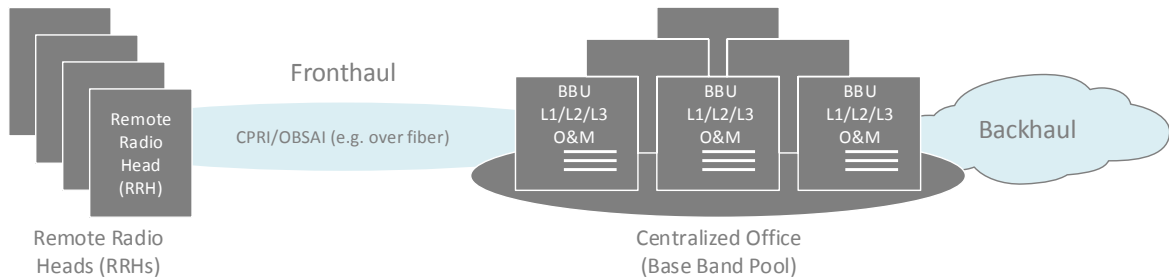 Remote
Radio
Head
(RRH)
Remote Radio
Heads (RRHs)
Fronthaul
CPRI/OBSAI (e.g. over fiber)
BBU
L1/L2/L3
O&M
BBU
L1/L2/L3
O&M
BBU
L1/L2/L3
O&M
Centralized Office
(Base Band Pool)
Backhaul